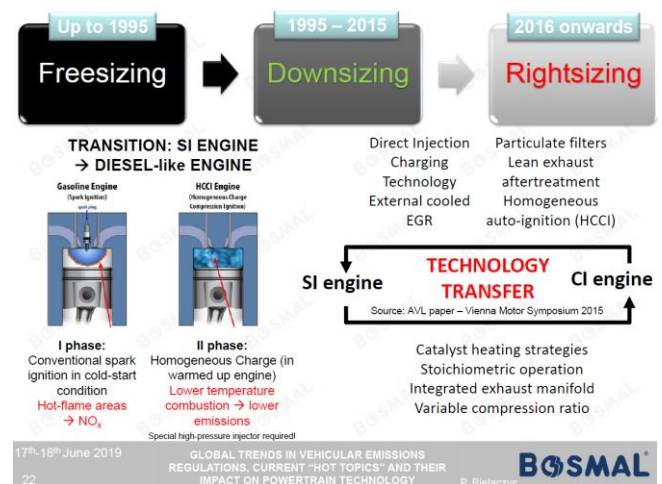 Up to 1995
1995 – 2015
2016 onwards
Freesizing
Downsizing
Rightsizing
TRANSITION: SI ENGINE
→ DIESEL-like ENGINE
Gasoline Engine
(Spark Ignition)
spark plug
HCCI Engine
(Homogeneous Charge
Compression Ignition)
I phase:
Conventional spark
ignition in cold-start
condition
Hot-flame areas
→ NOx
II phase:
Homogeneous Charge (in
warmed up engine)
Lower temperature
combustion → lower
emissions
Special high-pressure injector required!
Direct Injection
Charging
Technology
External cooled
EGR
Particulate filters
Lean exhaust
aftertreatment
Homogeneous
auto-ignition (HCCI)
SI engine
TECHNOLOGY
TRANSFER
CI engine
Source: AVL paper – Vienna Motor Symposium 2015
Catalyst heating strategies
Stoichiometric operation
Integrated exhaust manifold
Variable compression ratio
17th-18th June 2019
22
GLOBAL TRENDS IN VEHICULAR EMISSIONS
REGULATIONS, CURRENT "HOT TOPICS" AND THEIR
IMPACT ON POWERTRAIN TECHNOLOGY
P. Bielaczyc
BOSMAL